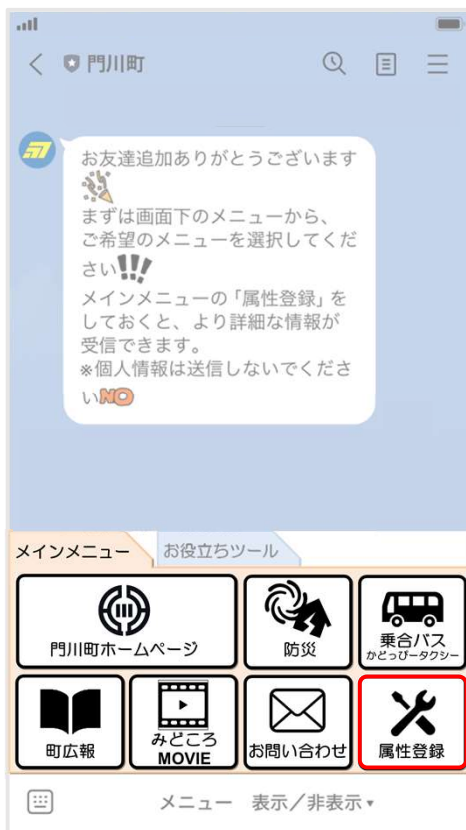 門川町
お友達追加ありがとうございます
まずは画面下のメニューから、
ご希望のメニューを選択してくだ
さい!!!
メインメニューの「属性登録」を
しておくと、より詳細な情報が
受信できます。
※個人情報は送信しないでくださ
いNO
メインメニュー お役立ちツール
門川町ホームページ
防災
乗合バス
かどっぴータクシー
町広報
みどころ
MOVIE
お問い合わせ
属性登録
メニュー 表示/非表示▾